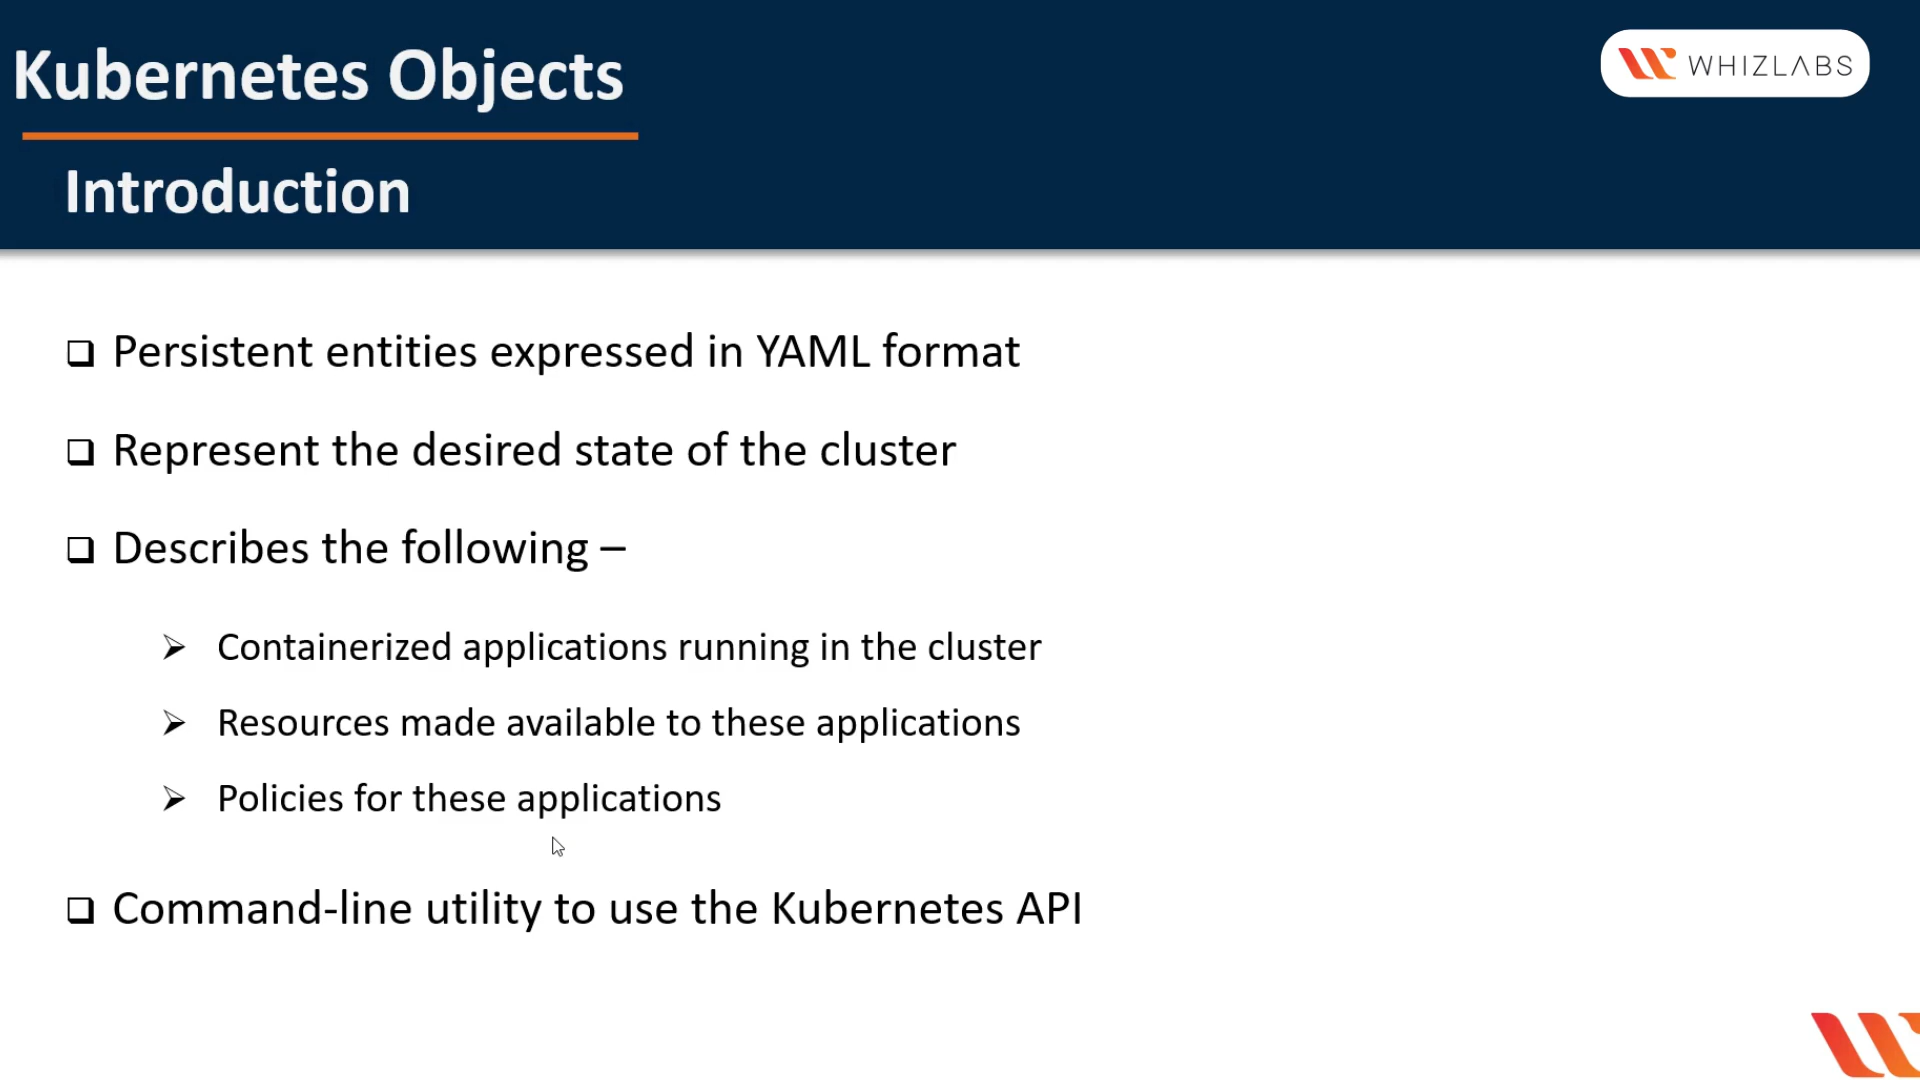 Kubernetes Objects
WHIZLABS
Introduction
Persistent entities expressed in YAML format
Represent the desired state of the cluster
Describes the following –
Containerized applications running in the cluster
Resources made available to these applications
Policies for these applications
Command-line utility to use the Kubernetes API